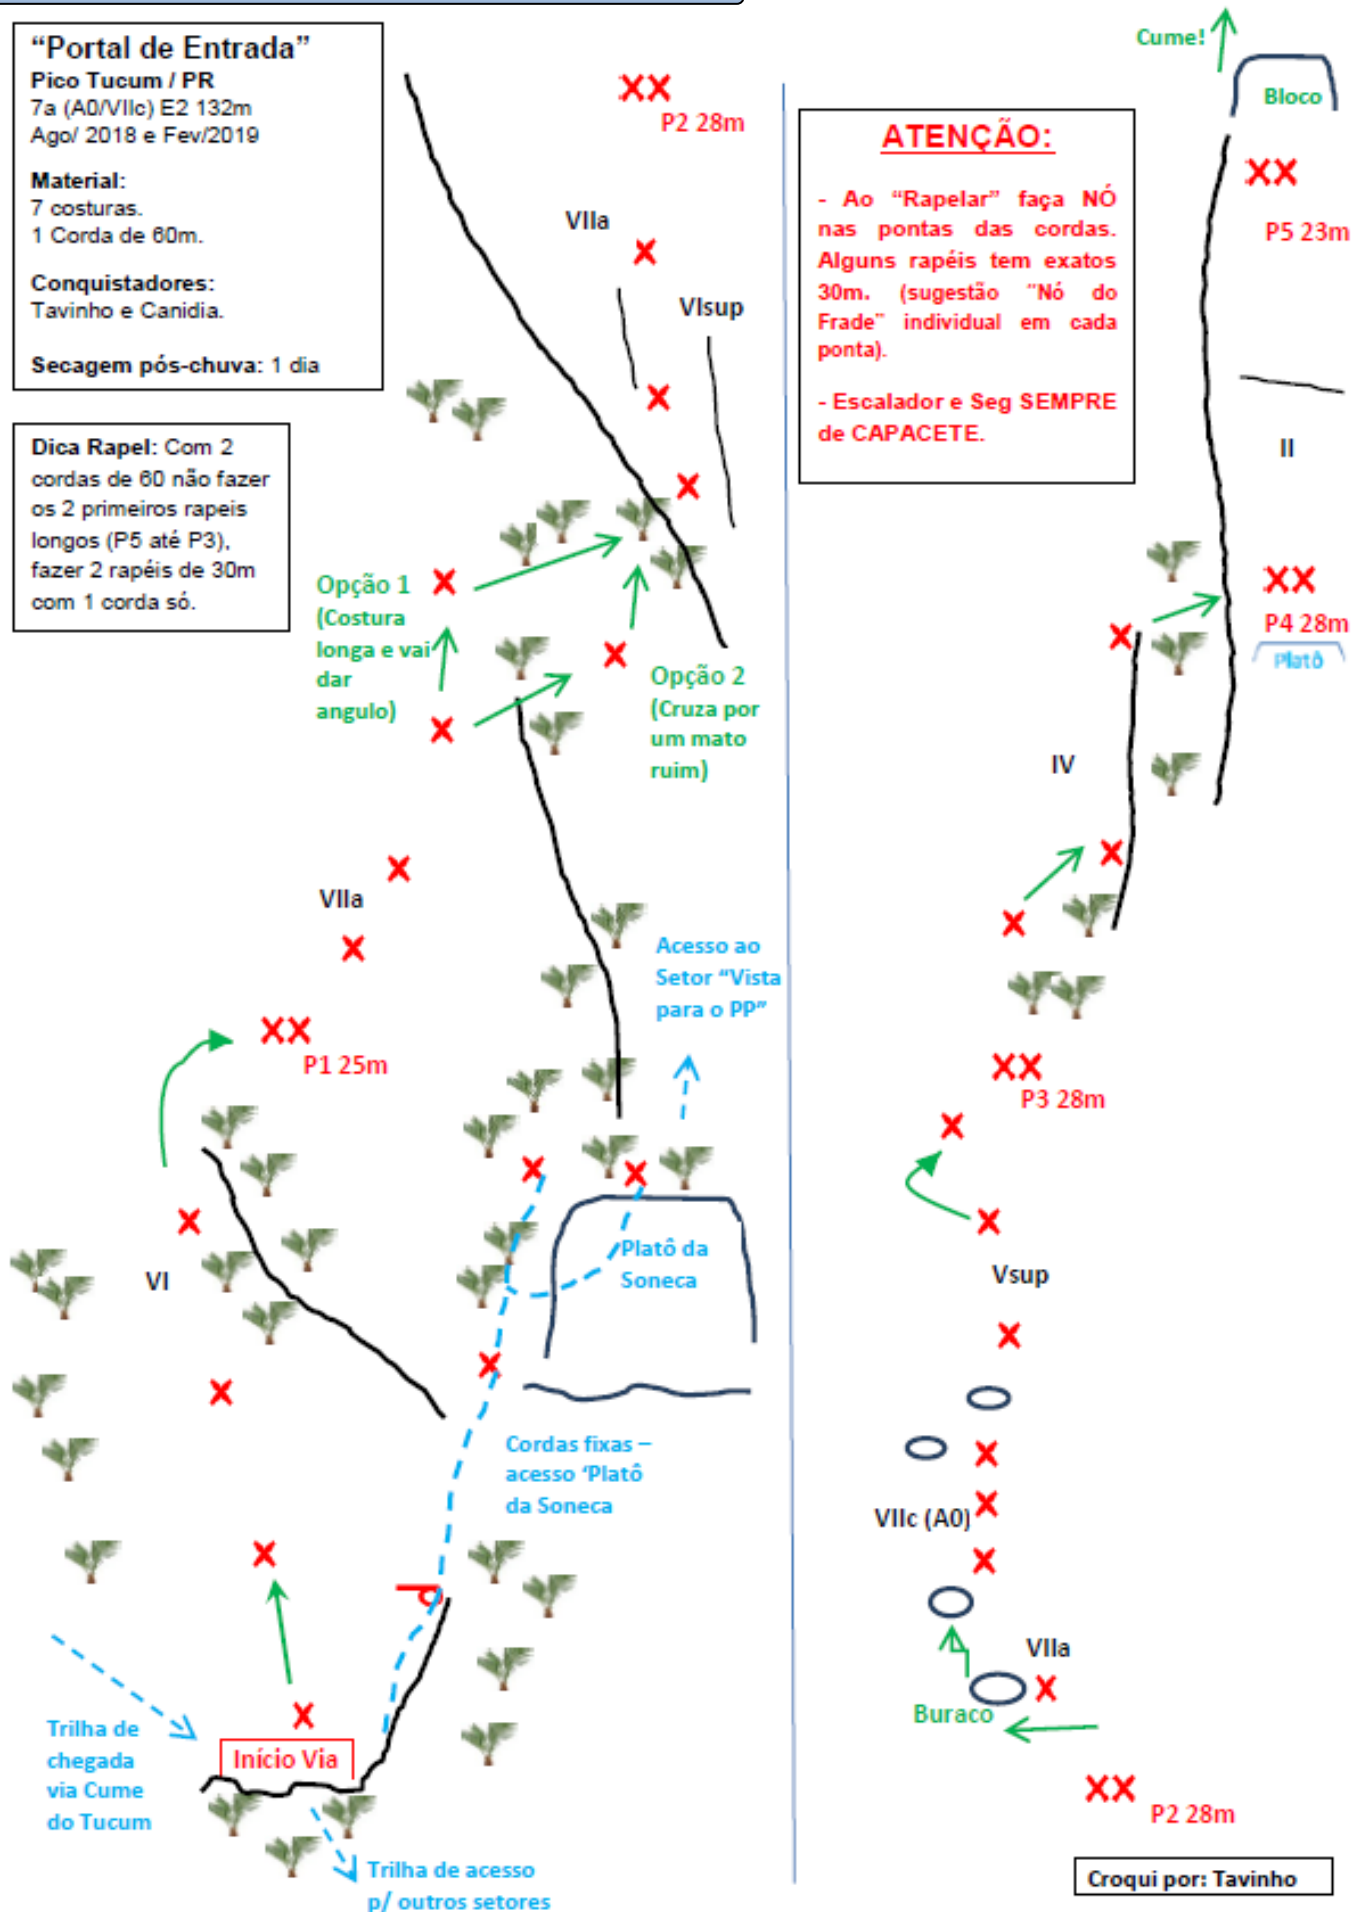 “Portal de Entrada”
Pico Tucum / PR
7a (A0/VIIc) E2 132m
Ago/ 2018 e Fev/2019
Material:
7 costuras.
1 Corda de 60m.
Conquistadores:
Tavinho e Canidia.
Secagem pós-chuva: 1 dia
Dica Rapel: Com 2
cordas de 60 não fazer
os 2 primeiros rapeis
longos (P5 até P3),
fazer 2 rapéis de 30m
com 1 corda só.
P2 28m
VIIa
VIsup
Opção 1
(Costura
longa e vai
dar
angulo)
Opção 2
(Cruza por
um mato
ruim)
VIIa
Acesso ao
Setor “Vista
para o PP”
P1 25m
VI
Platô da
Soneca
Cordas fixas –
acesso ‘Platô
da Soneca
Trilha de
chegada
via Cume
do Tucum
Início Via
Trilha de acesso
p/ outros setores
ATENÇÃO:
- Ao “Rapelar” faça NÓ
nas pontas das cordas.
Alguns rapéis tem exatos
30m. (sugestão “Nó do
Frade” individual em cada
ponta).
- Escalador e Seg SEMPRE
de CAPACETE.
Cume!
Bloco
P5 23m
II
P4 28m
Platô
IV
P3 28m
Vsup
VIIc (A0)
VIIa
Buraco
P2 28m
Croqui por: Tavinho